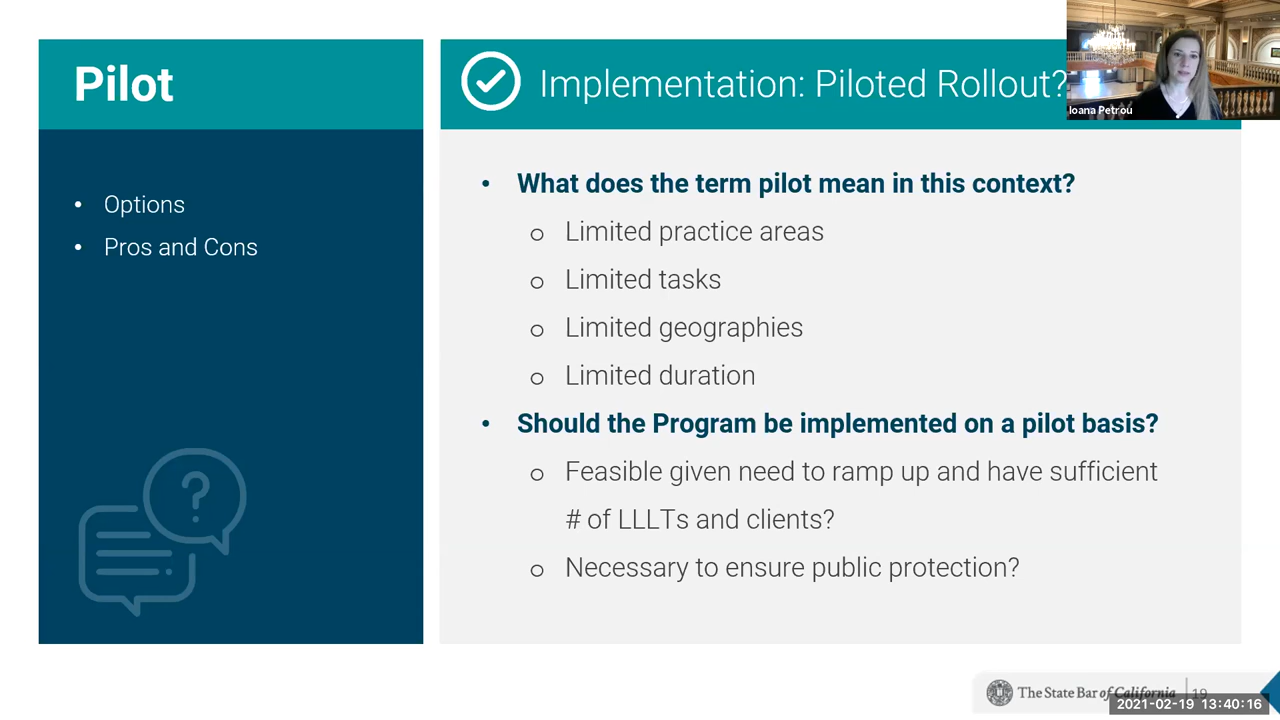 Pilot
Options
Pros and Cons
Implementation: Piloted Rollout?
Ioana Petrou
What does the term pilot mean in this context?
Limited practice areas
Limited tasks
Limited geographies
Limited duration
Should the Program be implemented on a pilot basis?
Feasible given need to ramp up and have sufficient
# of LLLTs and clients?
Necessary to ensure public protection?
The State Bar of California
19
2021-02-19 13:40:16